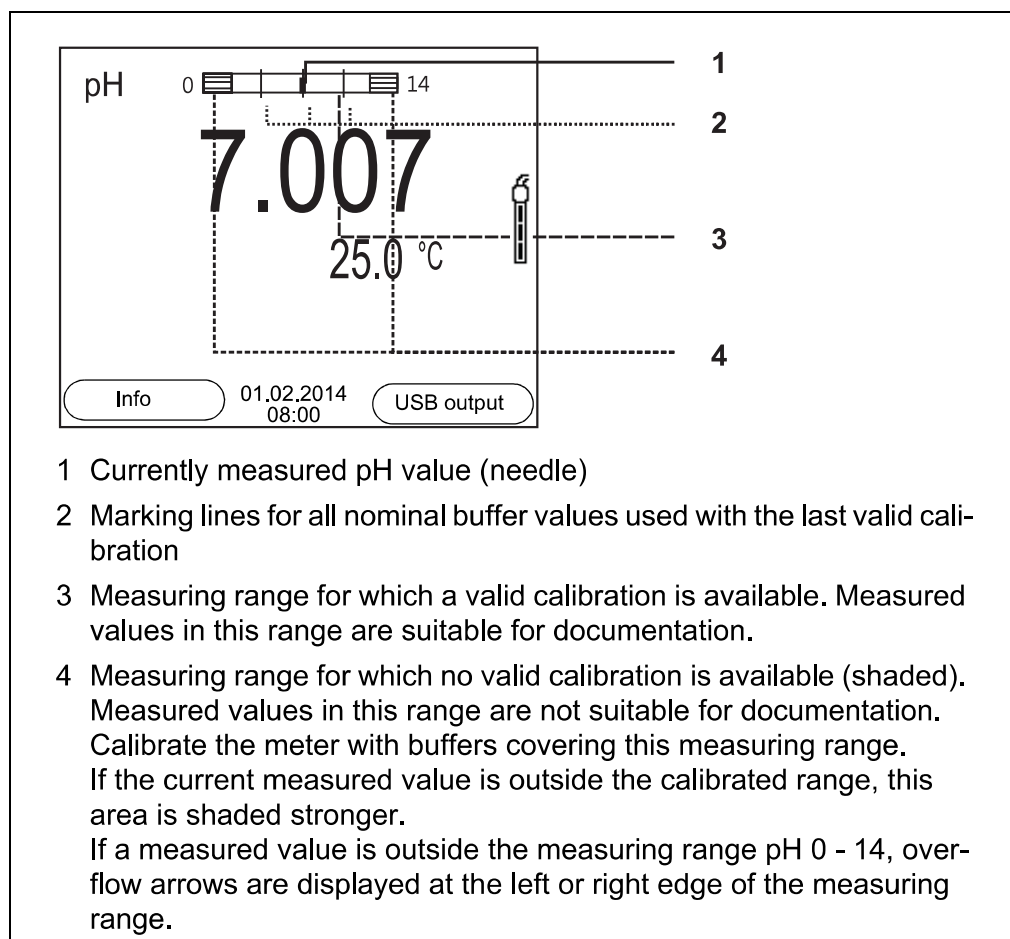 pH 0 14 1
2
7.007
3
25.0 °C
4
Info 01.02.2014 USB output
08:00
1 Currently measured pH value (needle)
2 Marking lines for all nominal buffer values used with the last valid cali-
bration
3 Measuring range for which a valid calibration is available. Measured
values in this range are suitable for documentation.
4 Measuring range for which no valid calibration is available (shaded).
Measured values in this range are not suitable for documentation.
Calibrate the meter with buffers covering this measuring range.
If the current measured value is outside the calibrated range, this
area is shaded stronger.
If a measured value is outside the measuring range pH 0 - 14, over-
flow arrows are displayed at the left or right edge of the measuring
range.